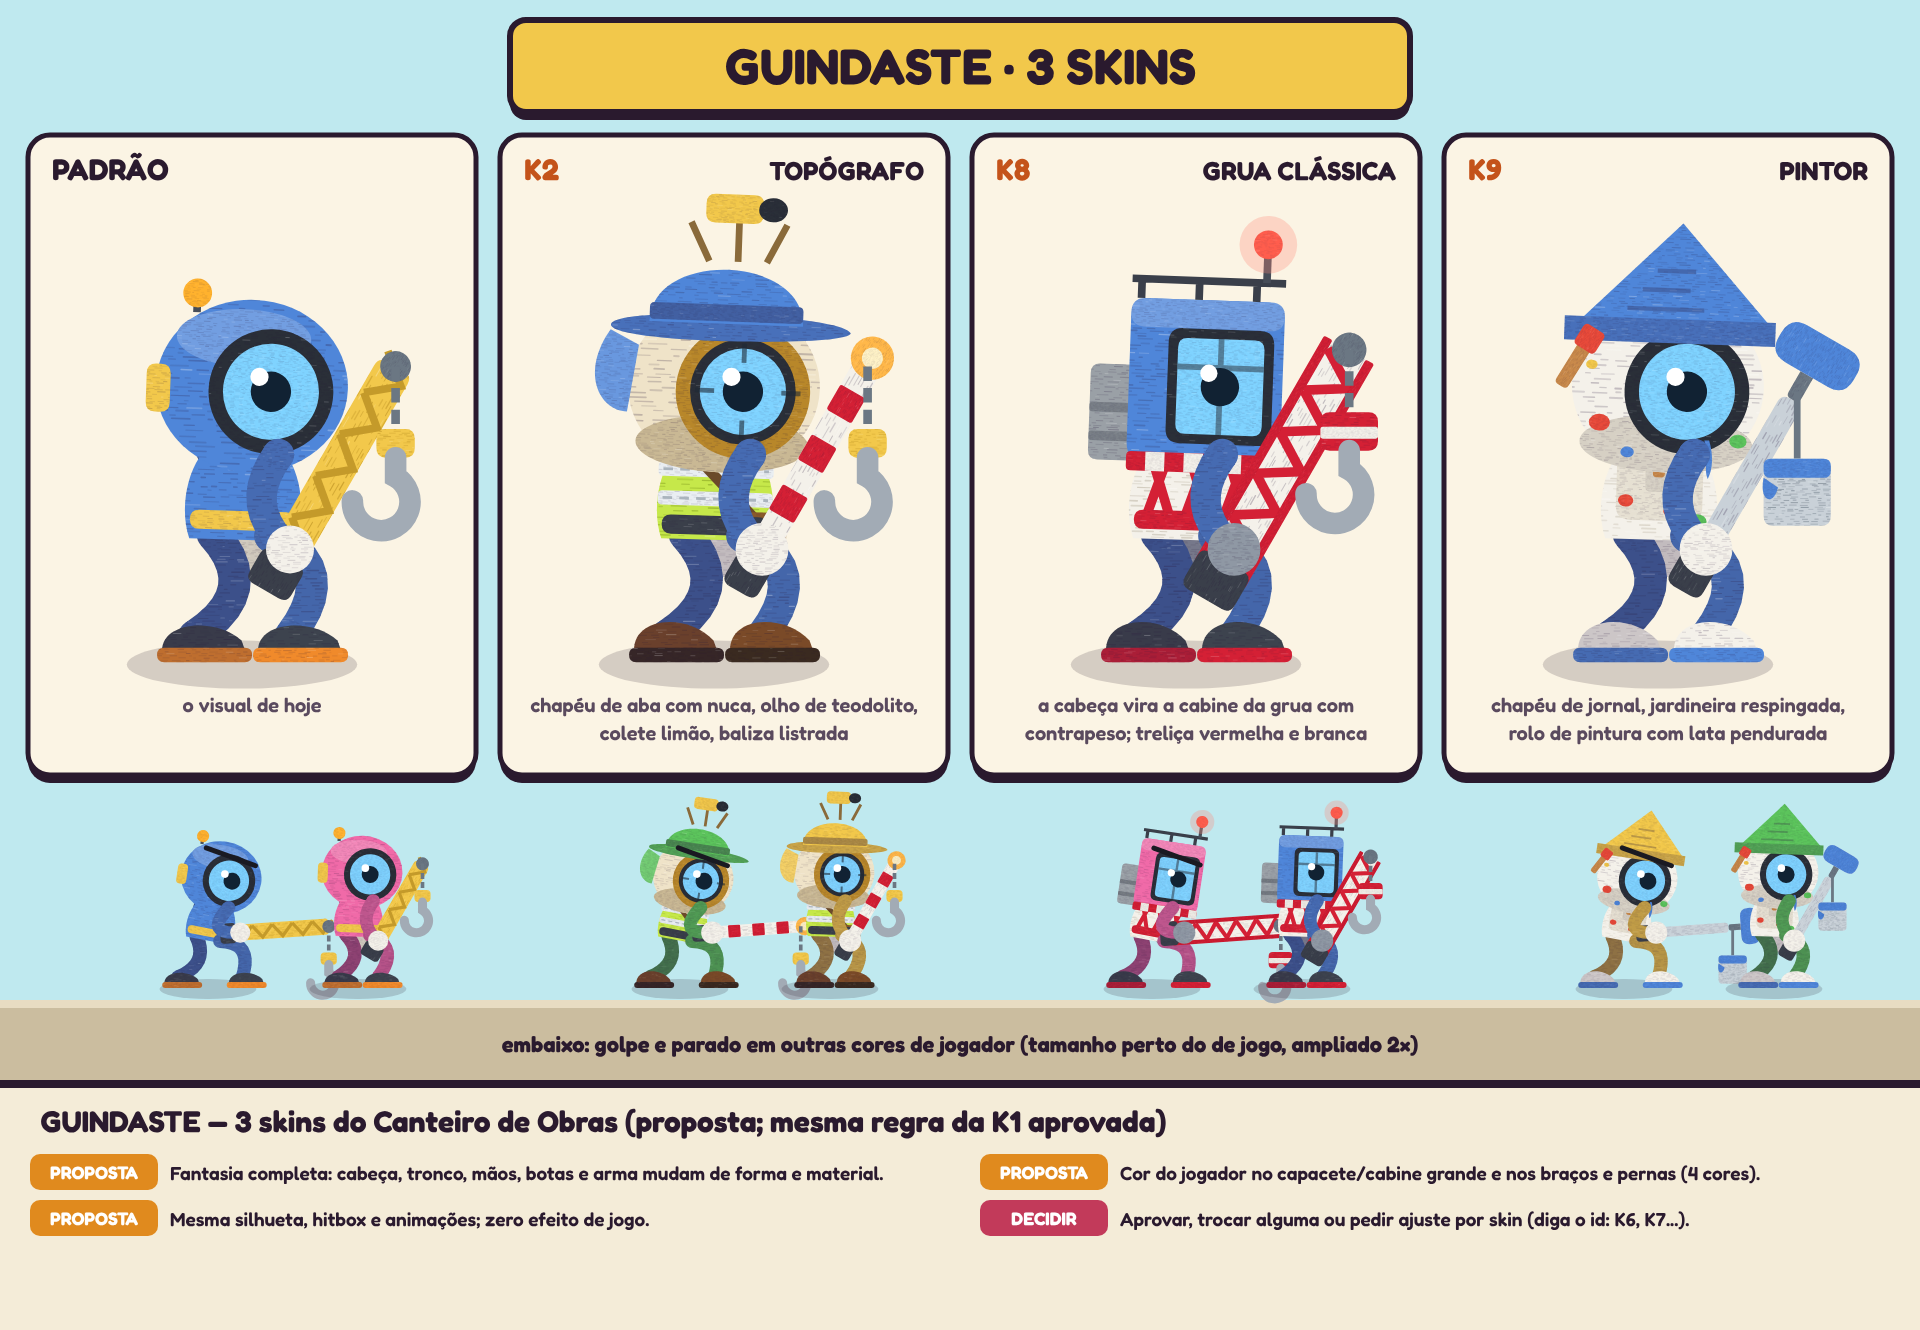 GUINDASTE · 3 SKINS
PADRÃO
o visual de hoje
K2
TOPÓGRAFO
chapéu de aba com nuca, olho de teodolito,
colete limão, baliza listrada
K8
GRUA CLÁSSICA
a cabeça vira a cabine da grua com
contrapeso; treliça vermelha e branca
K9
PINTOR
chapéu de jornal, jardineira respingada,
rolo de pintura com lata pendurada
embaixo: golpe e parado em outras cores de jogador (tamanho perto do de jogo, ampliado 2x)
GUINDASTE — 3 skins do Canteiro de Obras (proposta; mesma regra da K1 aprovada)
PROPOSTA Fantasia completa: cabeça, tronco, mãos, botas e arma mudam de forma e material.
PROPOSTA Cor do jogador no capacete/cabine grande e nos braços e pernas (4 cores).
PROPOSTA Mesma silhueta, hitbox e animações; zero efeito de jogo.
DECIDIR Aprovar, trocar alguma ou pedir ajuste por skin (diga o id: K6, K7...).